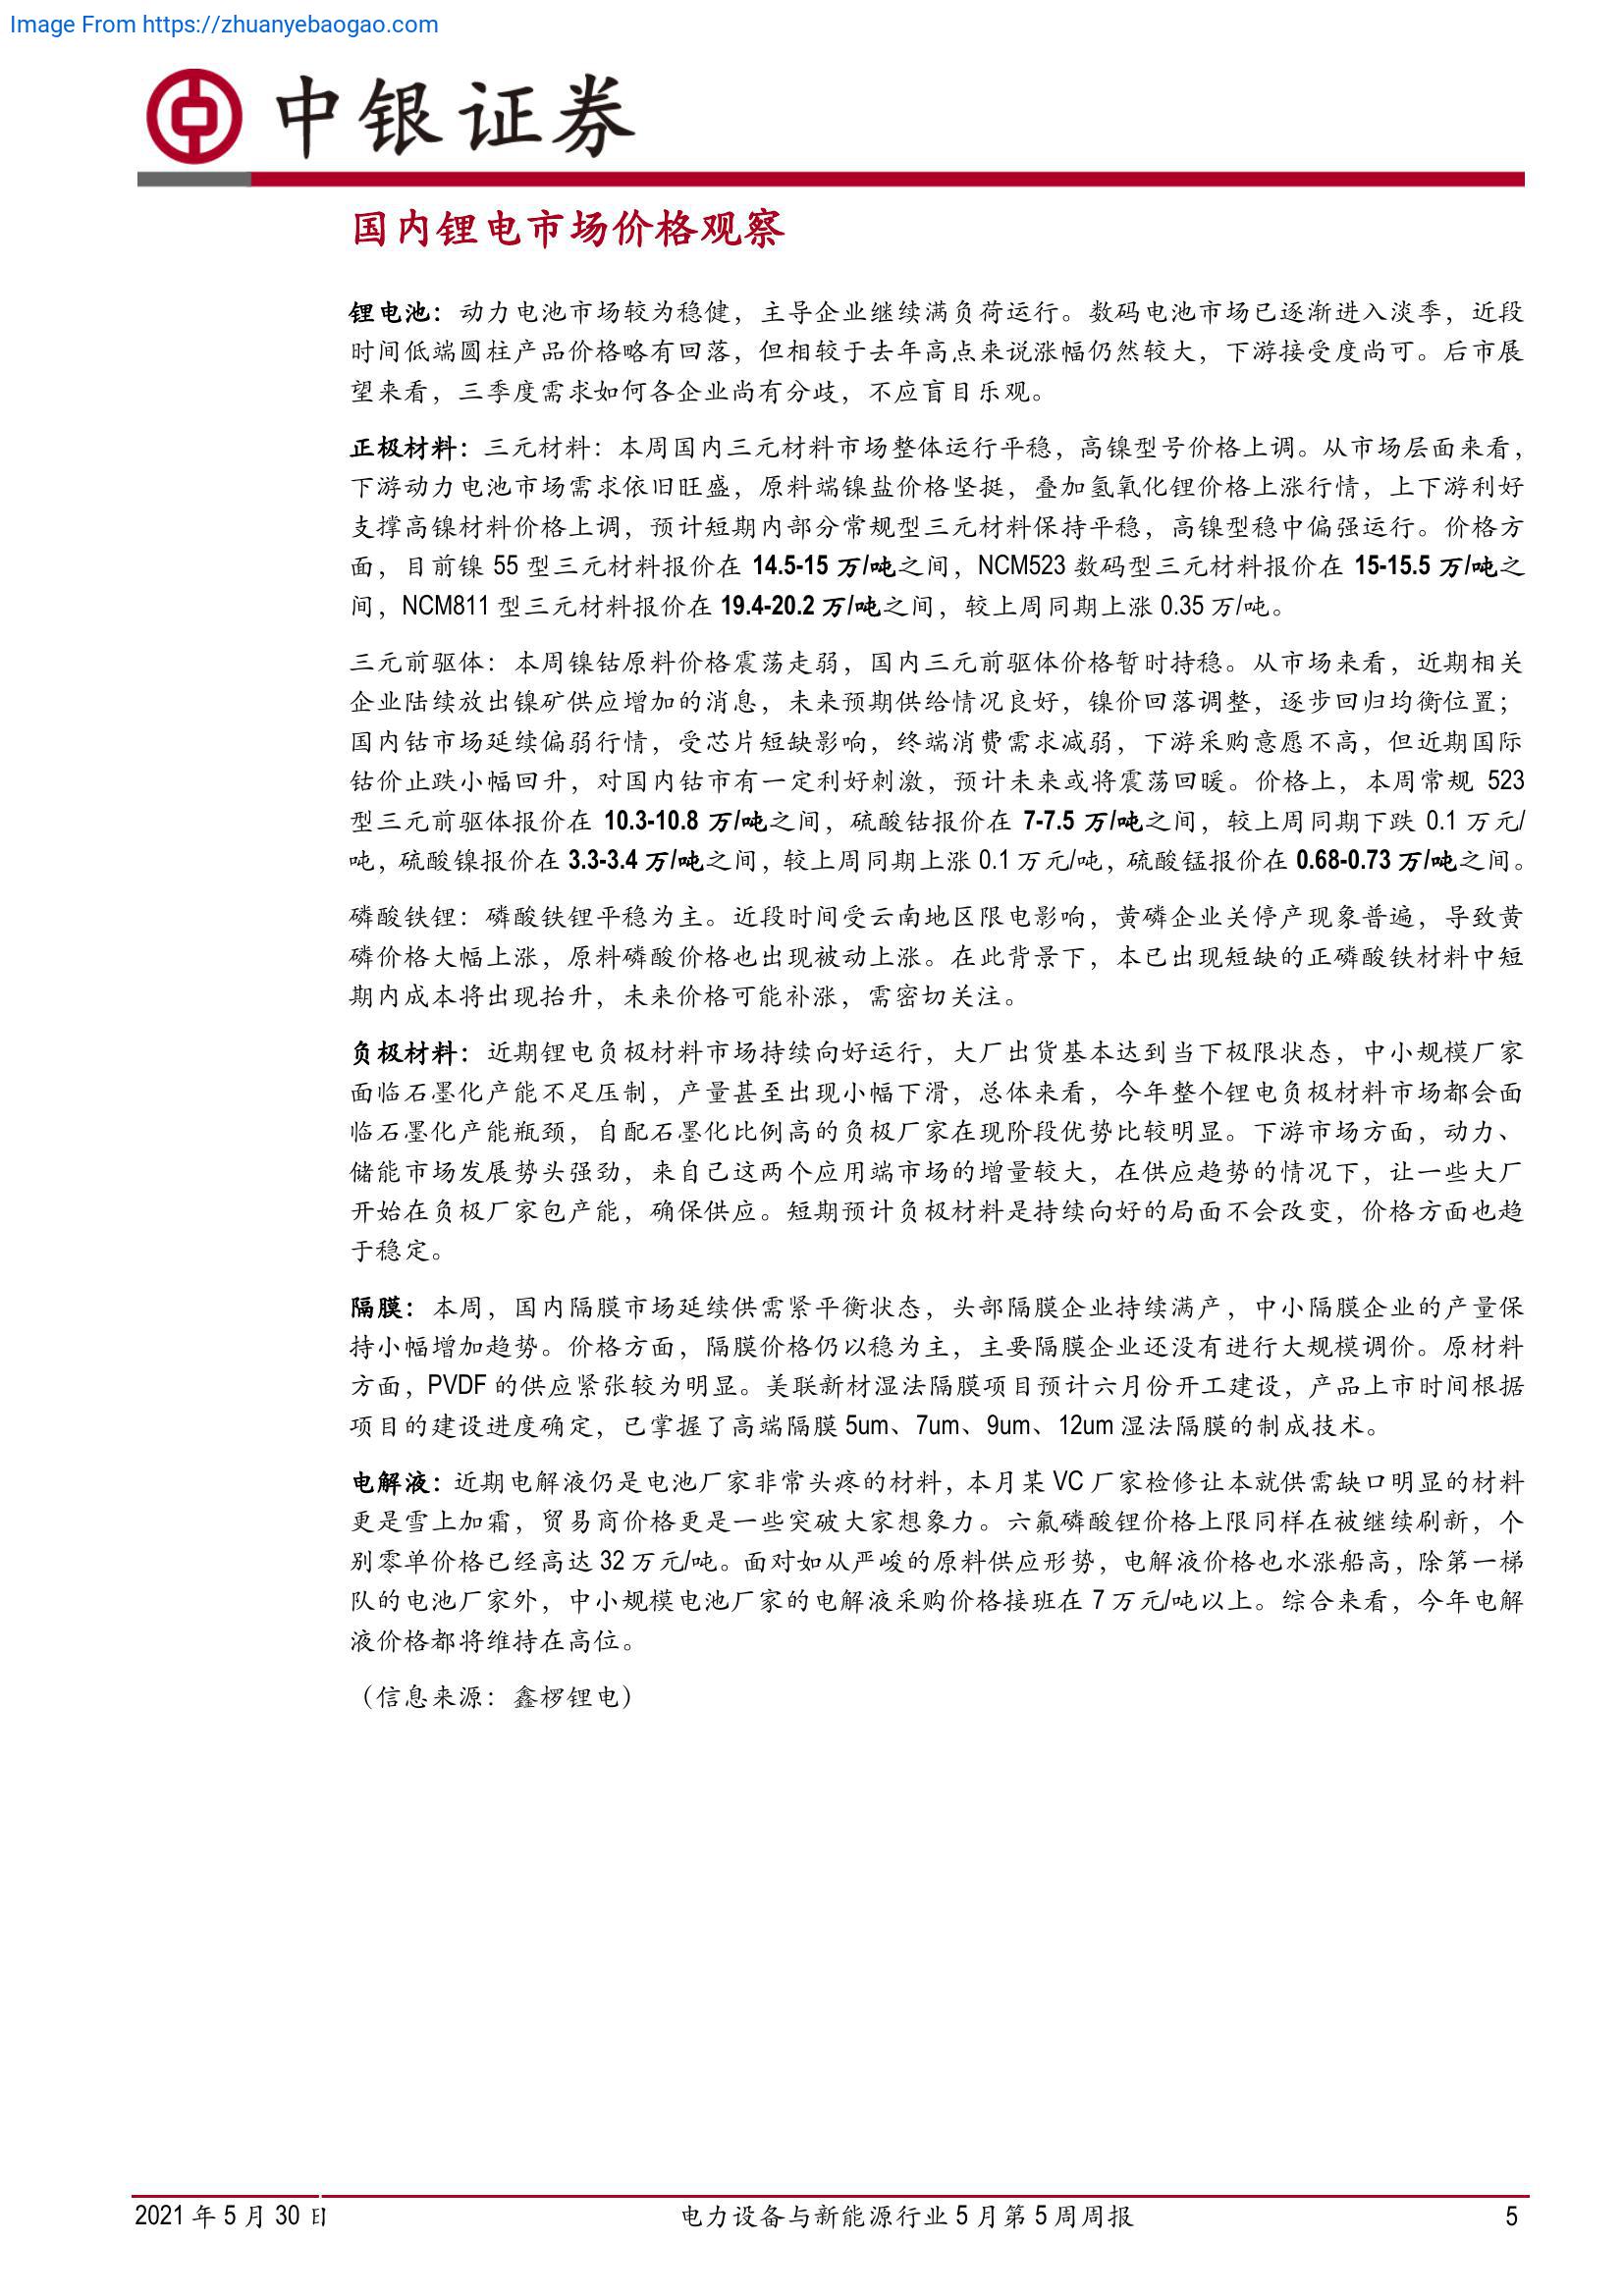 Image From https://zhuanyebaogao.com
中银证券
国内锂电市场价格观察
锂电池：动力电池市场较为稳健，主导企业继续满负荷运行。数码电池市场已逐渐进入淡季，近段
时间低端圆柱产品价格略有回落，但相较于去年高点来说涨幅仍然较大，下游接受度尚可。后市展
望来看，三季度需求如何各企业尚有分歧，不应盲目乐观。
正极材料：三元材料：本周国内三元材料市场整体运行平稳，高镍型号价格上调。从市场层面来看，
下游动力电池市场需求依旧旺盛，原料端镍盐价格坚挺，叠加氢氧化锂价格上涨行情，上下游利好
支撑高镍材料价格上调，预计短期内部分常规型三元材料保持平稳，高镍型稳中偏强运行。价格方
面，目前镍 55 型三元材料报价在 14.5-15 万/吨之间，NCM523 数码型三元材料报价在 15-15.5 万/吨之
间，NCM811 型三元材料报价在 19.4-20.2 万/吨之间，较上周同期上涨 0.35 万/吨。
三元前驱体：本周镍钴原料价格震荡走弱，国内三元前驱体价格暂时持稳。从市场来看，近期相关
企业陆续放出镍矿供应增加的消息，未来预期供给情况良好，镍价回落调整，逐步回归均衡位置；
国内钴市场延续偏弱行情，受芯片短缺影响，终端消费需求减弱，下游采购意愿不高，但近期国际
钴价止跌小幅回升，对国内钴市有一定利好刺激，预计未来或将震荡回暖。价格上，本周常规 523
型三元前驱体报价在 10.3-10.8 万/吨之间，硫酸钴报价在 7-7.5 万/吨之间，较上周同期下跌 0.1 万元/
吨，硫酸镍报价在 3.3-3.4 万/吨之间，较上周同期上涨 0.1 万元/吨，硫酸锰报价在 0.68-0.73 万/吨之间。
磷酸铁锂：磷酸铁锂平稳为主。近段时间受云南地区限电影响，黄磷企业关停产现象普遍，导致黄
磷价格大幅上涨，原料磷酸价格也出现被动上涨。在此背景下，本已出现短缺的正磷酸铁材料中短
期内成本将出现抬升，未来价格可能补涨，需密切关注。
负极材料：近期锂电负极材料市场持续向好运行，大厂出货基本达到当下极限状态，中小规模厂家
面临石墨化产能不足压制，产量甚至出现小幅下滑，总体来看，今年整个锂电负极材料市场都会面
临石墨化产能瓶颈，自配石墨化比例高的负极厂家在现阶段优势比较明显。下游市场方面，动力、
储能市场发展势头强劲，来自己这两个应用端市场的增量较大，在供应趋势的情况下，让一些大厂
开始在负极厂家包产能，确保供应。短期预计负极材料是持续向好的局面不会改变，价格方面也趋
于稳定。
隔膜：本周，国内隔膜市场延续供需紧平衡状态，头部隔膜企业持续满产，中小隔膜企业的产量保
持小幅增加趋势。价格方面，隔膜价格仍以稳为主，主要隔膜企业还没有进行大规模调价。原材料
方面，PVDF 的供应紧张较为明显。美联新材湿法隔膜项目预计六月份开工建设，产品上市时间根据
项目的建设进度确定，已掌握了高端隔膜 5um、7um、9um、12um 湿法隔膜的制成技术。
电解液：近期电解液仍是电池厂家非常头疼的材料，本月某 VC 厂家检修让本就供需缺口明显的材料
更是雪上加霜，贸易商价格更是一些突破大家想象力。六氟磷酸锂价格上限同样在被继续刷新，个
别零单价格已经高达 32 万元/吨。面对如从严峻的原料供应形势，电解液价格也水涨船高，除第一梯
队的电池厂家外，中小规模电池厂家的电解液采购价格接班在 7 万元/吨以上。综合来看，今年电解
液价格都将维持在高位。
（信息来源：鑫椤锂电）
2021 年 5 月 30 日 电力设备与新能源行业 5 月第 5 周周报 5